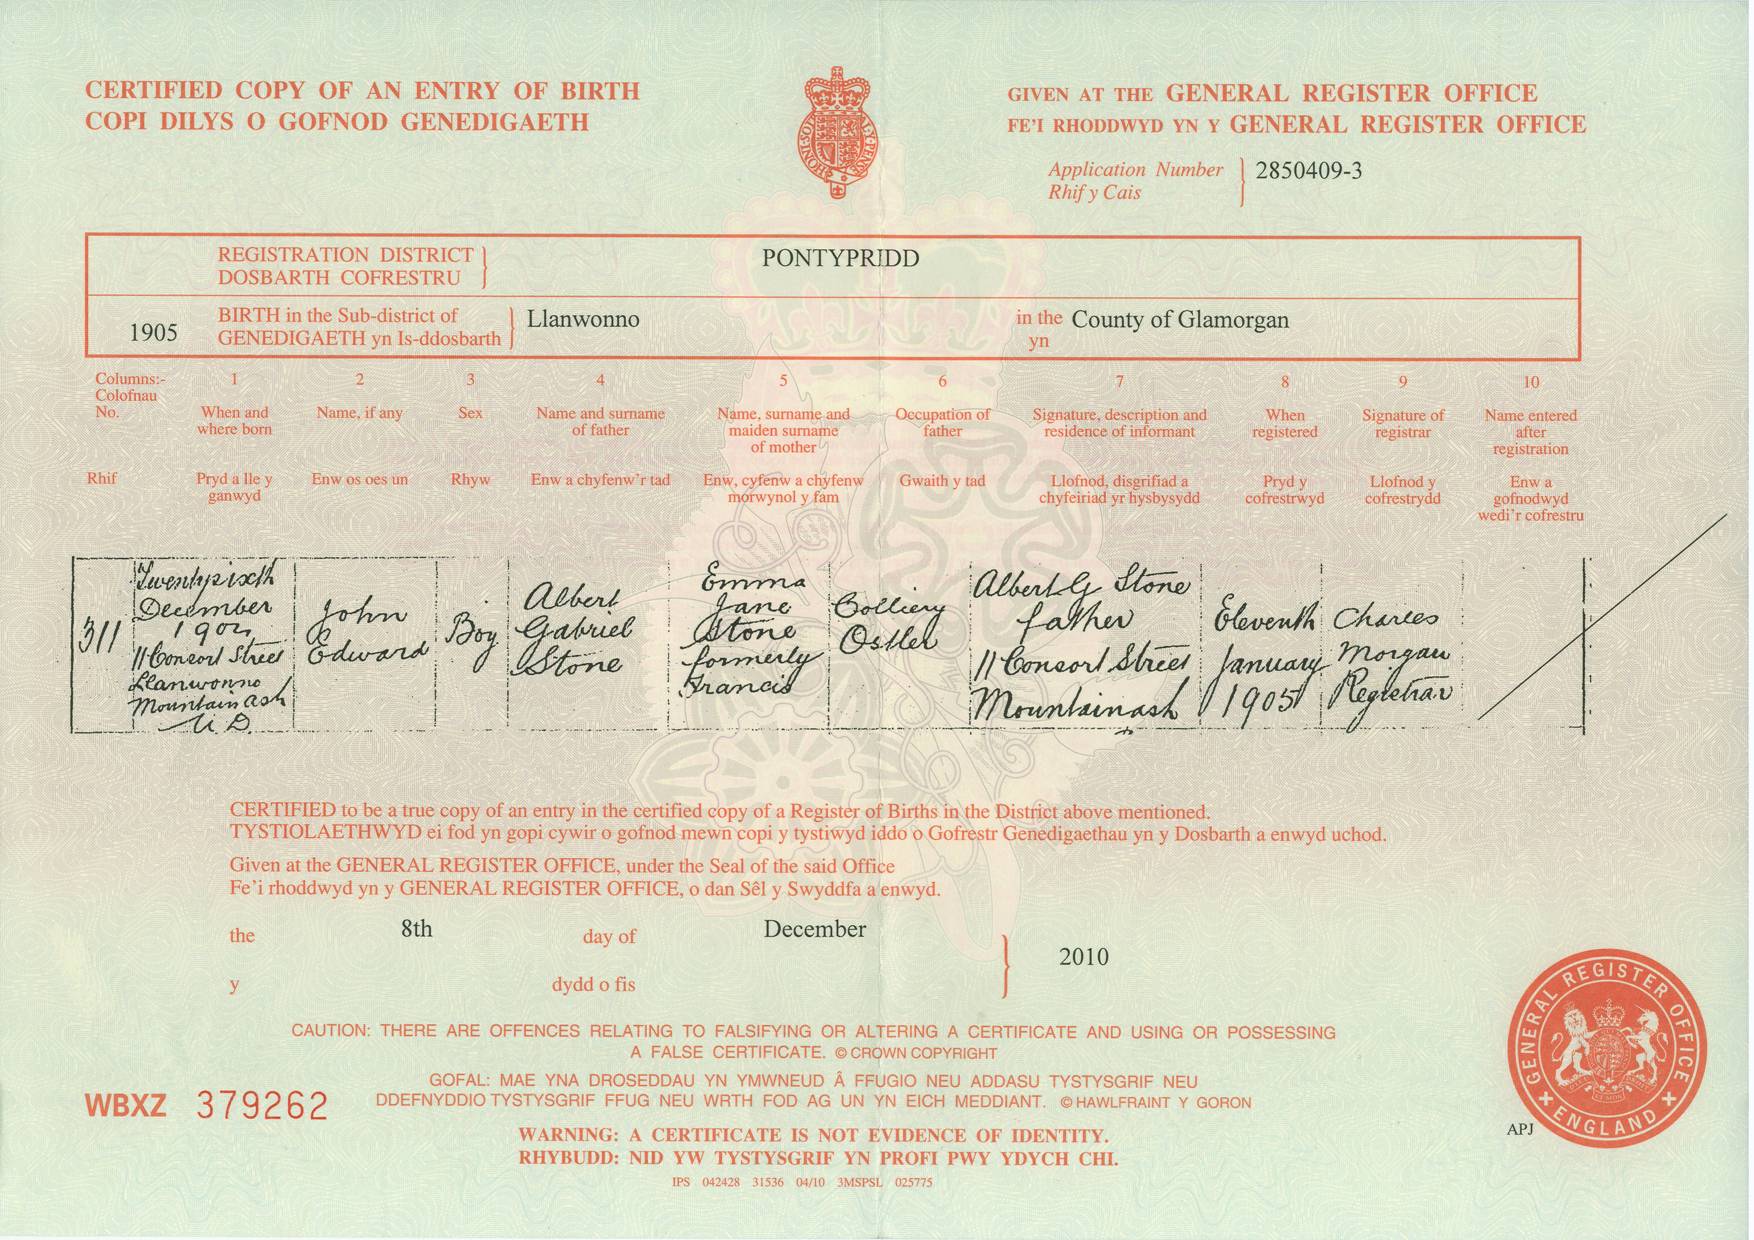 CERTIFIED COPY OF AN ENTRY OF BIRTH
COPI DILYS O GOFNOD GENEDIGAETH
GIVEN AT THE GENERAL REGISTER OFFICE
FE'I RHODDWYD YN Y GENERAL REGISTER OFFICE
Application Number
Rhif y Cais
2850409-3
REGISTRATION DISTRICT
DOSBARTH COFRESTRU
PONTYPRIDD
1905
BIRTH in the Sub-district of
GENEDIGAETH yn Is-ddosbarth
Llanwonno
in the
yn
County of Glamorgan
Columns:-
Colofnau
No.
Rhif
1
When and
where born
Pryd a lle y
ganwyd
2
Name, if any
Enw os oes un
3
Sex
Rhyw
4
Name and surname
of father
Enw a chyfenw'r tad
5
Name, surname and
maiden surname
of mother
Enw, cyfenw a chyfenw
morwynol y fam
6
Occupation of
father
Gwaith y tad
7
Signature, description and
residence of informant
Llofnod, disgrifiad a
chyfeiriad yr hysbysydd
8
When
registered
Pryd y
cofrestrwyd
9
Signature of
registrar
Llofnod y
cofrestrydd
10
Name entered
after
registration
Enw a
gofnodwyd
wedi'r cofrestru
311
Twentysixth
December
1904
11 Consort Street
Llanwonno
Mountain ash
U.D.
John
Edward
Boy
Albert
Gabriel
Stone
Emma
Jane
Stone
formerly
Francis
Colliery
Ostler
Albert G Stone
father
11 Consort Street
Mountainash
Eleventh
January
1905
Charles
Morgan
Registrar
CERTIFIED to be a true copy of an entry in the certified copy of a Register of Births in the District above mentioned.
TYSTIOLAETHWYD ei fod yn gopi cywir o gofnod mewn copi y tystiwyd iddo o Gofrestr Genedigaethau yn y Dosbarth a enwyd uchod.
Given at the GENERAL REGISTER OFFICE, under the Seal of the said Office
Fe'i rhoddwyd yn y GENERAL REGISTER OFFICE, o dan Sêl y Swyddfa a enwyd.
the 8th day of December
2010
y dydd o fis
CAUTION: THERE ARE OFFENCES RELATING TO FALSIFYING OR ALTERING A CERTIFICATE AND USING OR POSSESSING
A FALSE CERTIFICATE. © CROWN COPYRIGHT
GOFAL: MAE YNA DROSEDDAU YN YMWNEUD Â FFUGIO NEU ADDASU TYSTYSGRIF NEU
DDEFNYDDIO TYSTYSGRIF FFUG NEU WRTH FOD AG UN YN EICH MEDDIANT. © HAWLFRAINT Y GORON
WBXZ 379262
WARNING: A CERTIFICATE IS NOT EVIDENCE OF IDENTITY.
RHYBUDD: NID YW TYSTYSGRIF YN PROFI PWY YDYCH CHI.
IPS 042428 31536 04/10 3MSPSL 025775
GENERAL REGISTER OFFICE
ENGLAND
APJ